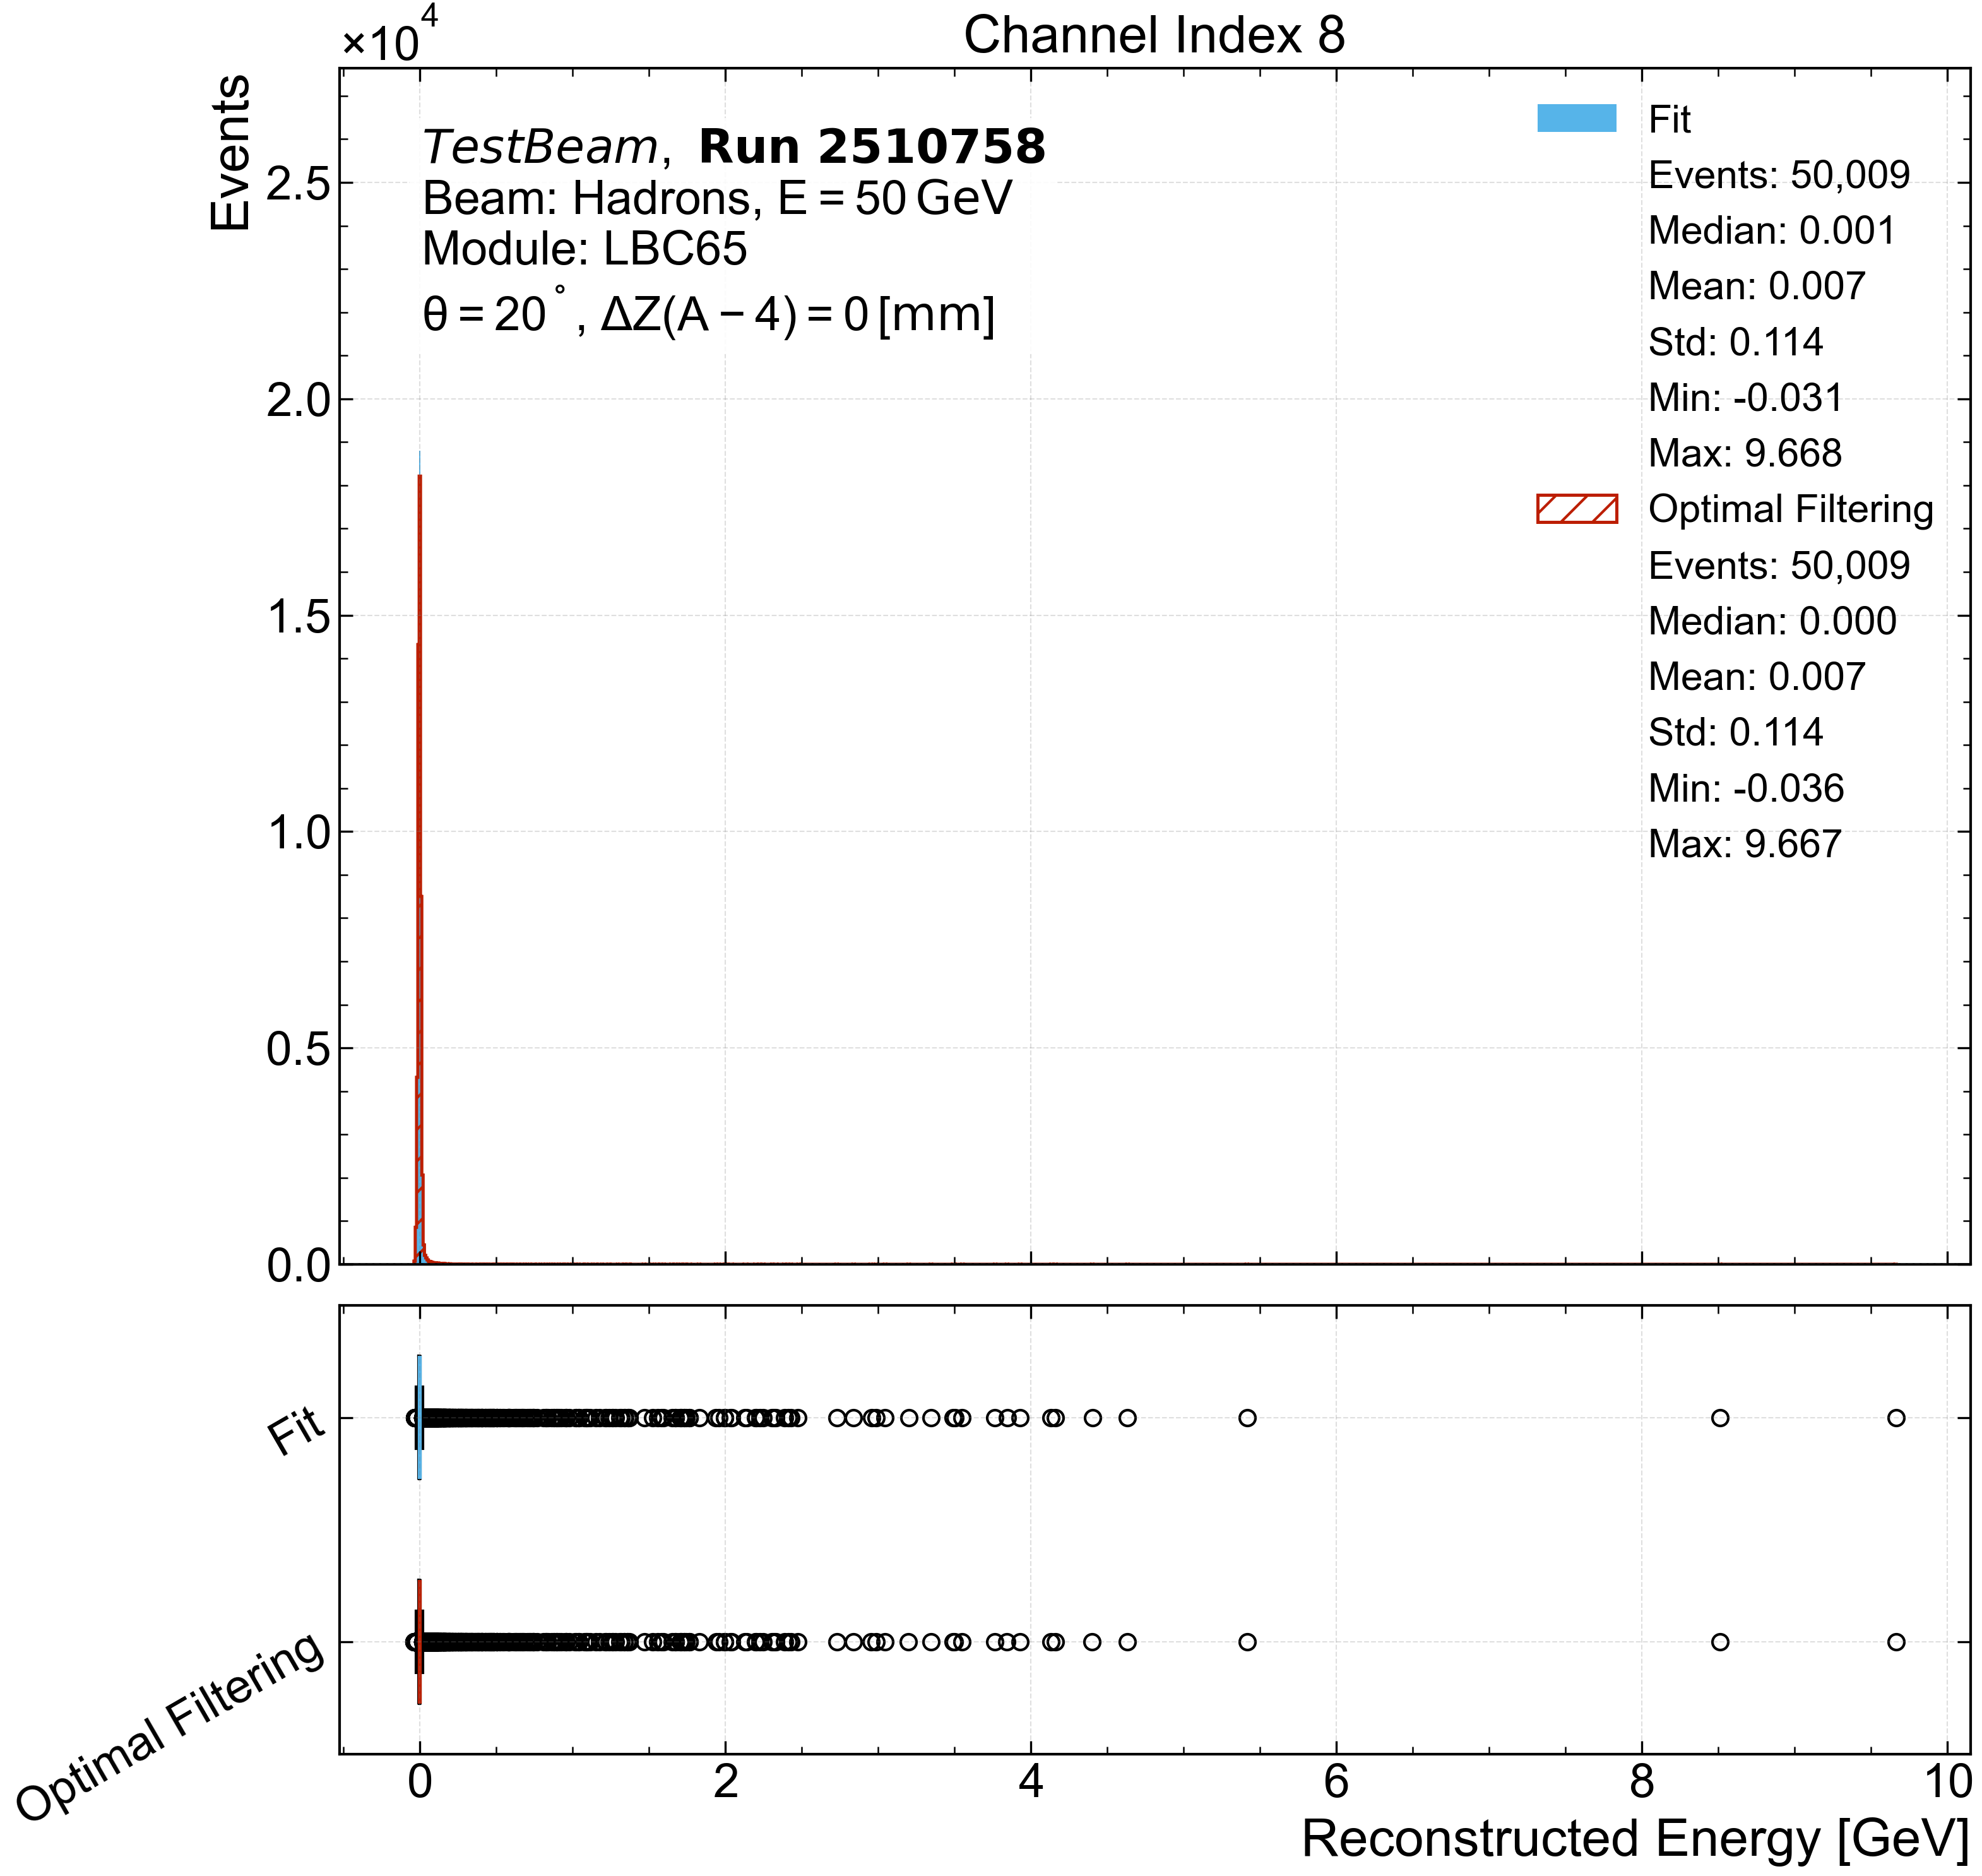 Channel Index 8
×10⁴
Events
TestBeam, Run 2510758
Beam: Hadrons, E = 50 GeV
Module: LBC65
θ = 20°, ΔZ(A − 4) = 0 [mm]
Fit
Events: 50,009
Median: 0.001
Mean: 0.007
Std: 0.114
Min: -0.031
Max: 9.668
Optimal Filtering
Events: 50,009
Median: 0.000
Mean: 0.007
Std: 0.114
Min: -0.036
Max: 9.667
2.5
2.0
1.5
1.0
0.5
0.0
Fit
Optimal Filtering
0 2 4 6 8 10
Reconstructed Energy [GeV]